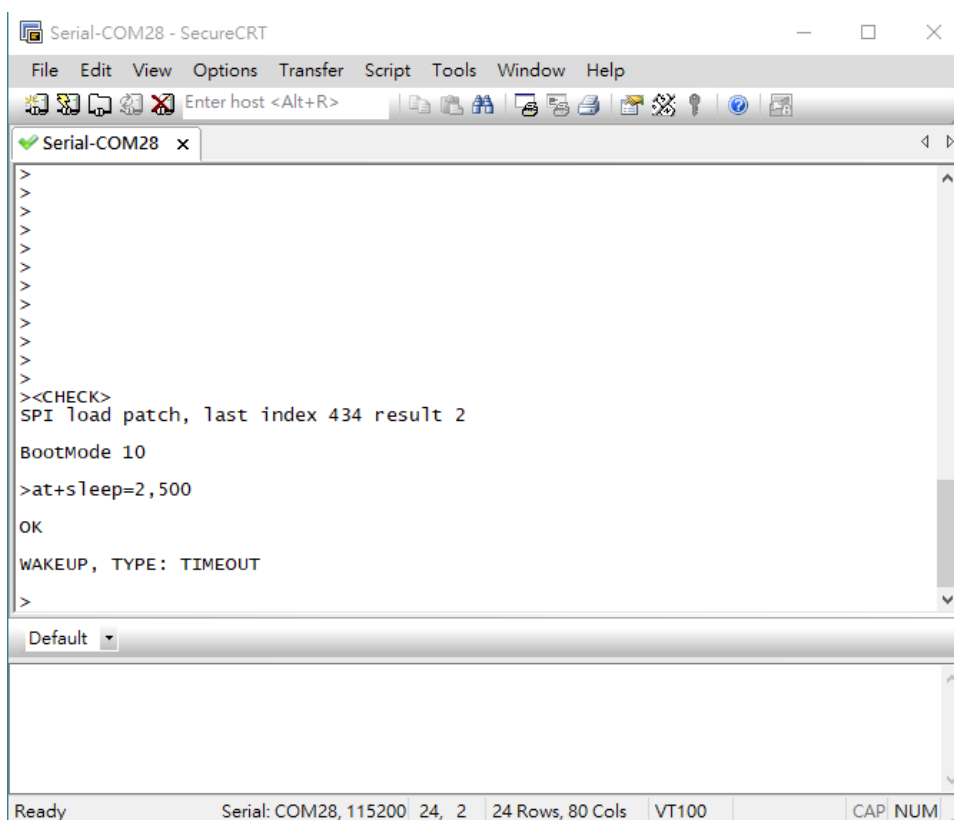 Serial-COM28 - SecureCRT
File Edit View Options Transfer Script Tools Window Help
Enter host <Alt+R>
Serial-COM28 x
>
>
>
>
>
>
>
>
>
>
>
>
><CHECK>
SPI load patch, last index 434 result 2
BootMode 10
>at+sleep=2,500
OK
WAKEUP, TYPE: TIMEOUT
>
Default
Ready Serial: COM28, 115200 24, 2 24 Rows, 80 Cols VT100 CAP NUM